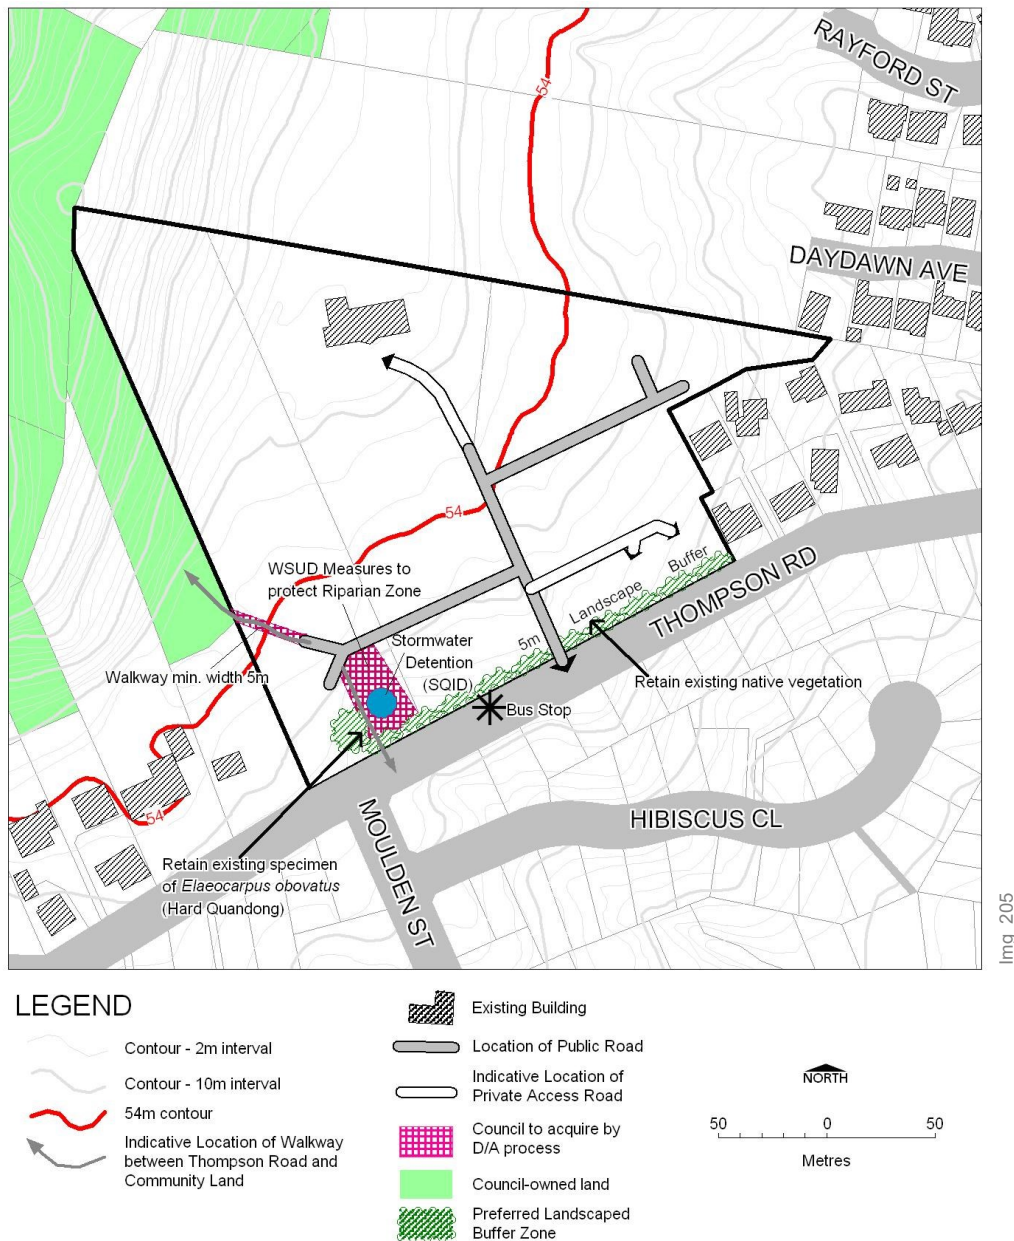 RAYFORD ST
54
DAYDAWN AVE
54
WSUD Measures to
protect Riparian Zone
Buffer
Landscape
THOMPSON RD
5m
Stormwater
Detention
(SQID)
Walkway min. width 5m
Retain existing native vegetation
Bus Stop
54
HIBISCUS CL
MOULDEN ST
Retain existing specimen
of Elaeocarpus obovatus
(Hard Quandong)
Img 205
LEGEND
Contour - 2m interval
Contour - 10m interval
54m contour
Indicative Location of Walkway
between Thompson Road and
Community Land
Existing Building
Location of Public Road
Indicative Location of
Private Access Road
Council to acquire by
D/A process
Council-owned land
Preferred Landscaped
Buffer Zone
NORTH
50 0 50
Metres